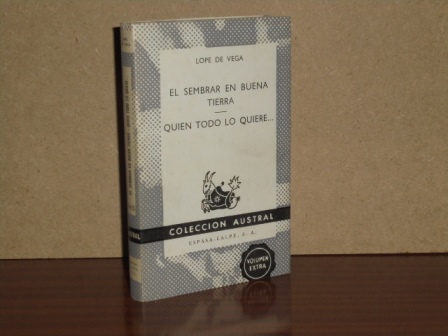 LOPE DE VEGA
EL SEMBRAR EN BUENA
TIERRA
QUIEN TODO LO QUIERE...
COLECCION AUSTRAL
ESPASA-CALPE, S. A.
VOLUMEN
EXTRA